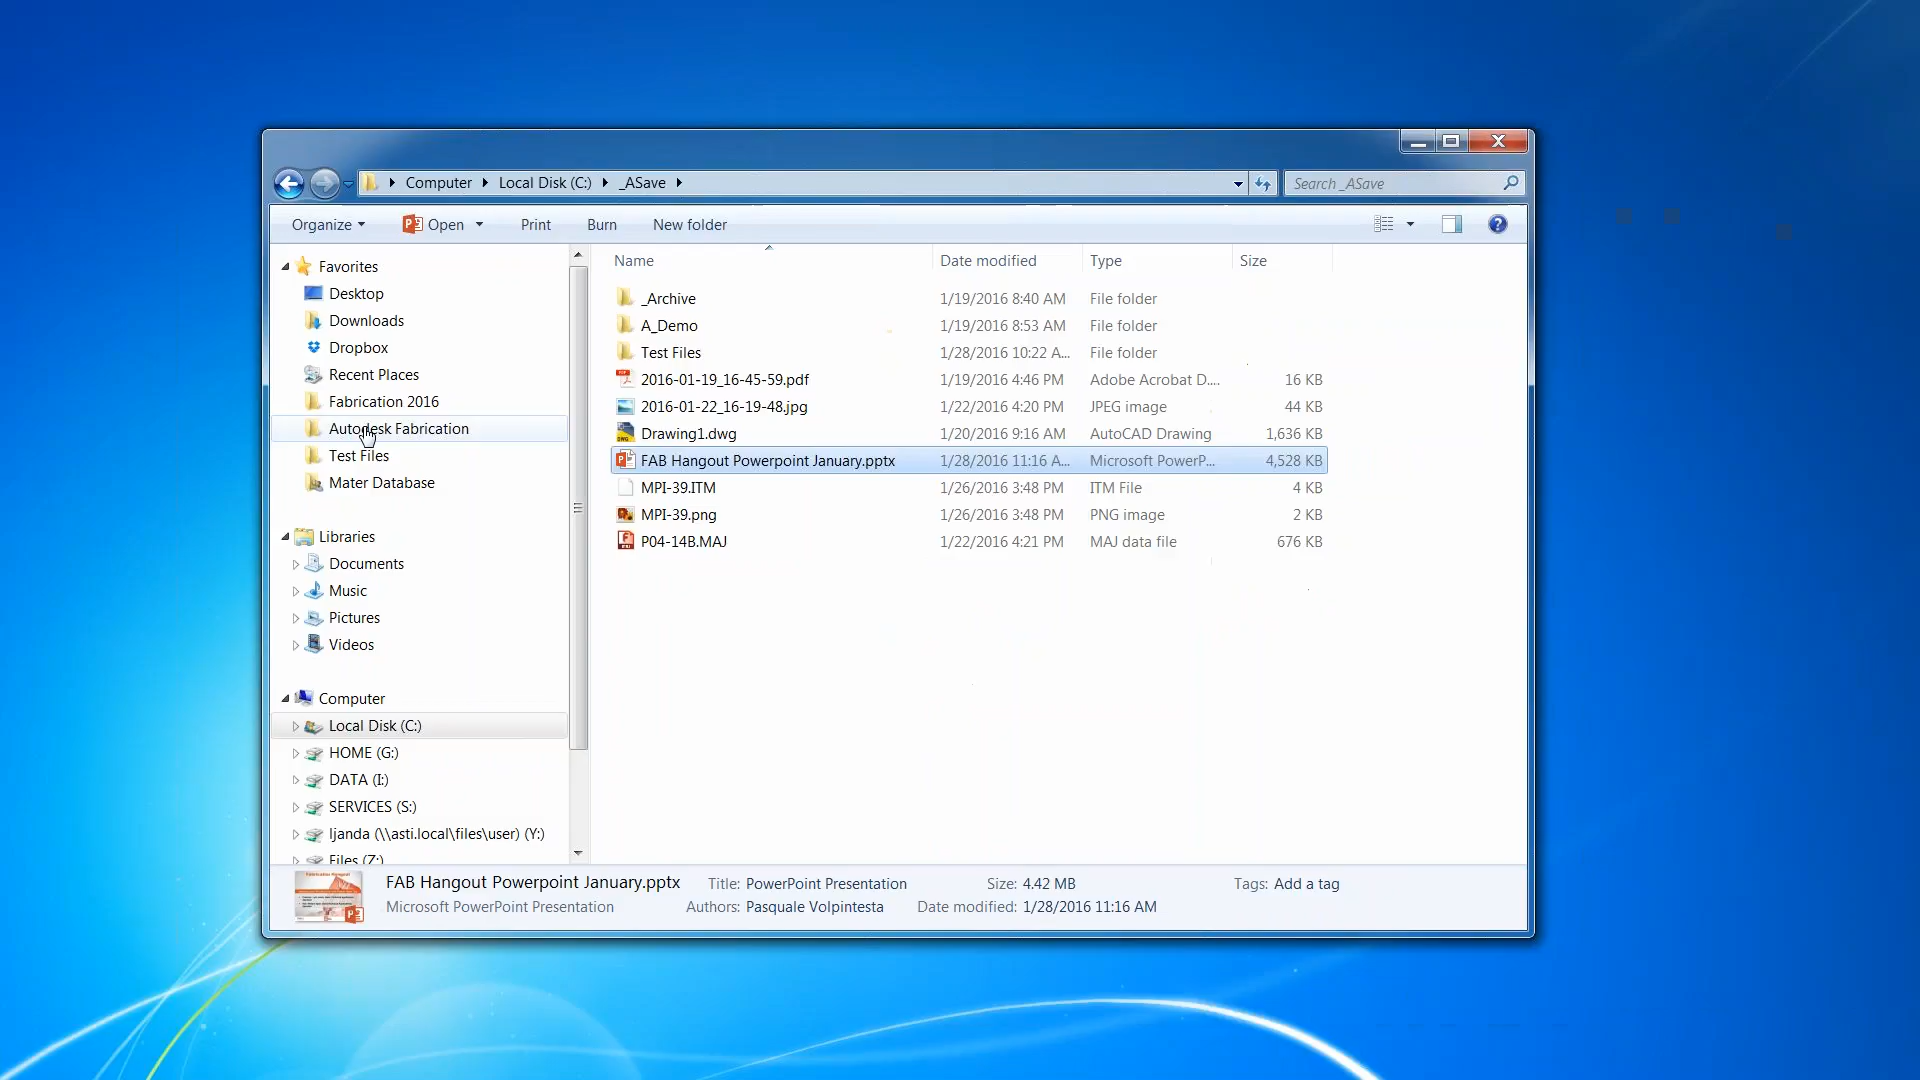 Computer Local Disk (C:) _ASave
Search _ASave
Organize Open Print Burn New folder
Favorites
Desktop
Downloads
Dropbox
Recent Places
Fabrication 2016
Autodesk Fabrication
Test Files
Mater Database
Libraries
Documents
Music
Pictures
Videos
Computer
Local Disk (C:)
HOME (G:)
DATA (I:)
SERVICES (S:)
ljanda (\\asti.local\files\user) (Y:)
Files (Z:)
Name Date modified Type Size
_Archive 1/19/2016 8:40 AM File folder
A_Demo 1/19/2016 8:53 AM File folder
Test Files 1/28/2016 10:22 A... File folder
2016-01-19_16-45-59.pdf 1/19/2016 4:46 PM Adobe Acrobat D.... 16 KB
2016-01-22_16-19-48.jpg 1/22/2016 4:20 PM JPEG image 44 KB
Drawing1.dwg 1/20/2016 9:16 AM AutoCAD Drawing 1,636 KB
FAB Hangout Powerpoint January.pptx 1/28/2016 11:16 A... Microsoft PowerP... 4,528 KB
MPI-39.ITM 1/26/2016 3:48 PM ITM File 4 KB
MPI-39.png 1/26/2016 3:48 PM PNG image 2 KB
P04-14B.MAJ 1/22/2016 4:21 PM MAJ data file 676 KB
FAB Hangout Powerpoint January.pptx Title: PowerPoint Presentation Size: 4.42 MB Tags: Add a tag
Microsoft PowerPoint Presentation Authors: Pasquale Volpintesta Date modified: 1/28/2016 11:16 AM